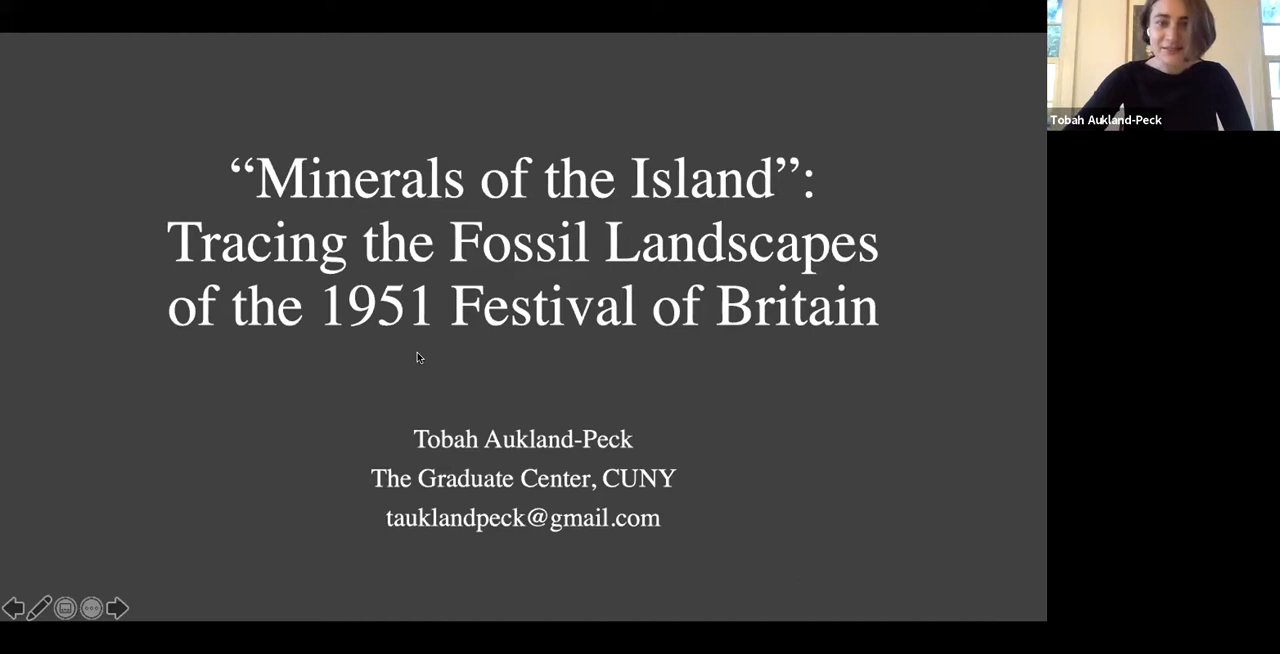 “Minerals of the Island”:
Tracing the Fossil Landscapes
of the 1951 Festival of Britain
Tobah Aukland-Peck
The Graduate Center, CUNY
tauklandpeck@gmail.com
Tobah Aukland-Peck